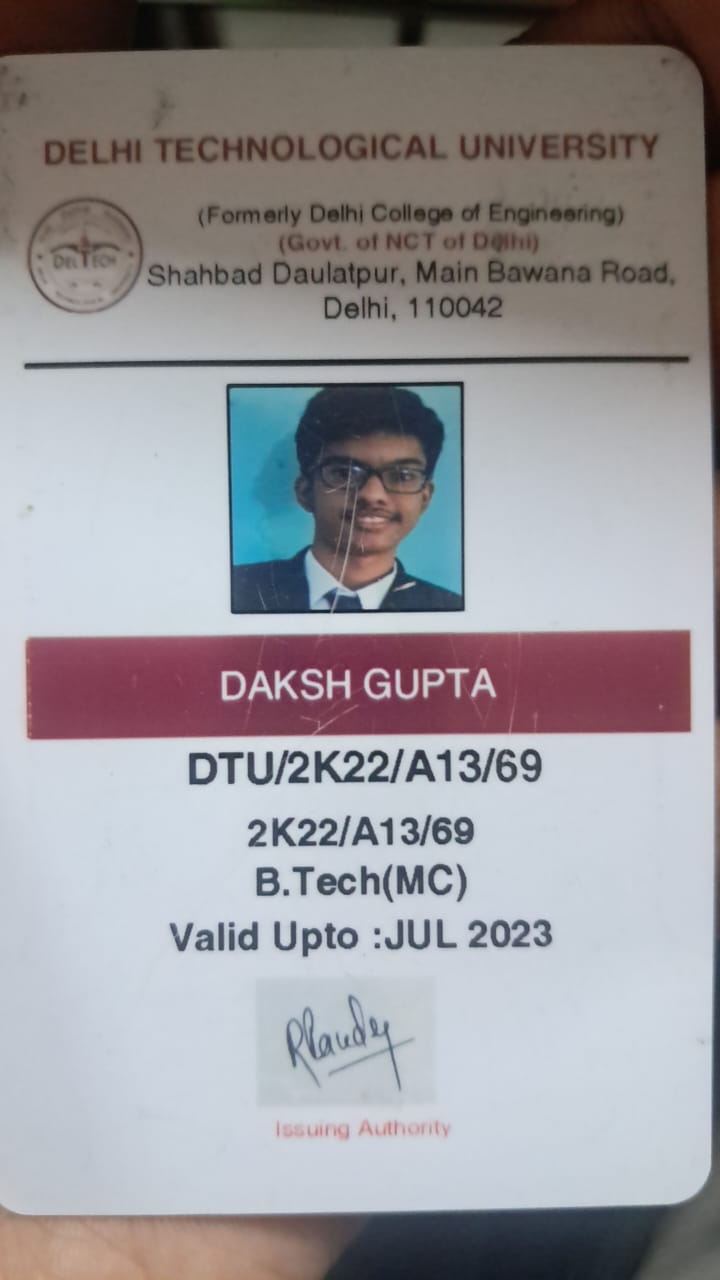 DELHI TECHNOLOGICAL UNIVERSITY
(Formerly Delhi College of Engineering)
(Govt. of NCT of Delhi)
DELTECH
Shahbad Daulatpur, Main Bawana Road,
Delhi, 110042
DAKSH GUPTA
DTU/2K22/A13/69
2K22/A13/69
B.Tech(MC)
Valid Upto :JUL 2023
Issuing Authority